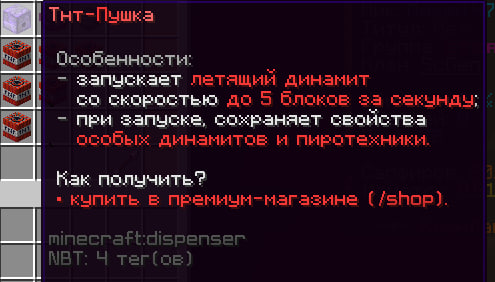 Тнт-Пушка
Особенности:
- запускает летящий динамит
со скоростью до 5 блоков за секунду;
- при запуске, сохраняет свойства
особых динамитов и пиротехники.
Как получить?
• купить в премиум-магазине (/shop).
minecraft:dispenser
NBT: 4 тег(ов)